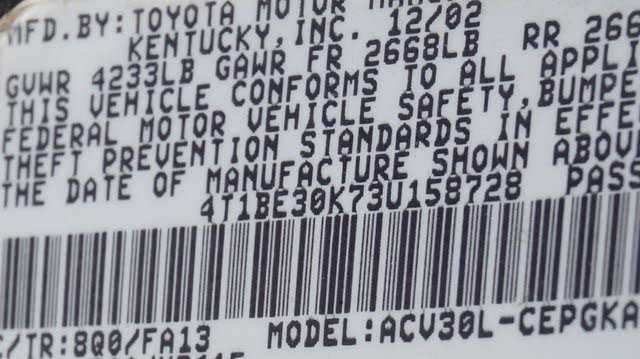 MFD.BY:TOYOTA MOTOR
KENTUCKY,INC. 12/02
GVWR 4233LB GAWR FR 2668LB RR 266
THIS VEHICLE CONFORMS TO ALL APPLI
FEDERAL MOTOR VEHICLE SAFETY,BUMPE
THEFT PREVENTION STANDARDS IN EFFE
THE DATE OF MANUFACTURE SHOWN ABOV
4T1BE30K73U158728 PASS
/TR:8Q0/FA13 MODEL:ACV30L-CEPGKA